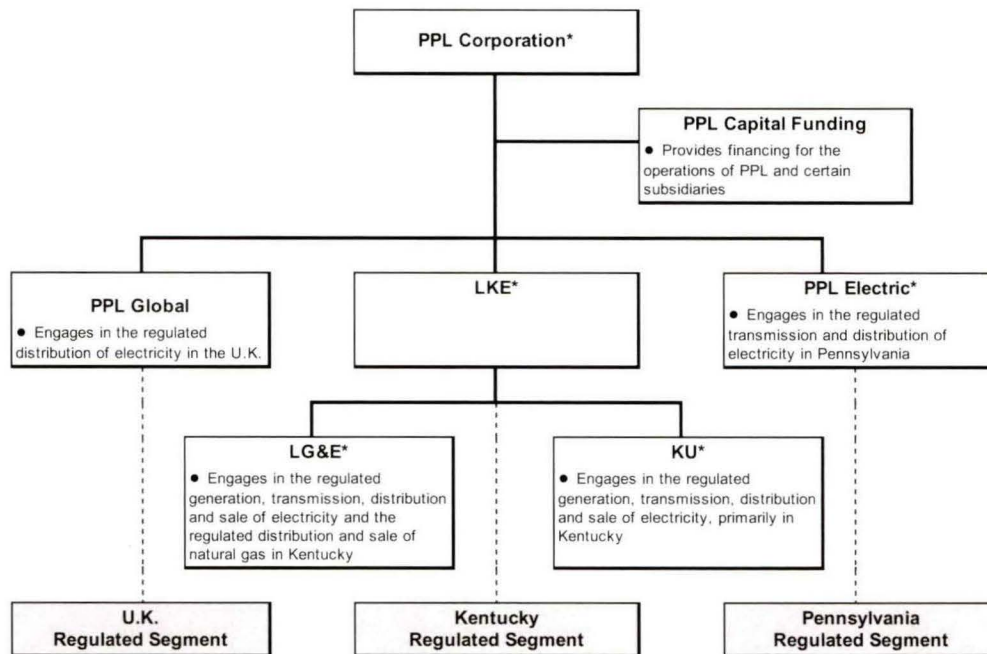 PPL Corporation*
PPL Capital Funding
● Provides financing for the
operations of PPL and certain
subsidiaries
PPL Global
● Engages in the regulated
distribution of electricity in the U.K.
LKE*
PPL Electric*
● Engages in the regulated
transmission and distribution of
electricity in Pennsylvania
LG&E*
● Engages in the regulated
generation, transmission, distribution
and sale of electricity and the
regulated distribution and sale of
natural gas in Kentucky
KU*
● Engages in the regulated
generation, transmission, distribution
and sale of electricity, primarily in
Kentucky
U.K.
Regulated Segment
Kentucky
Regulated Segment
Pennsylvania
Regulated Segment